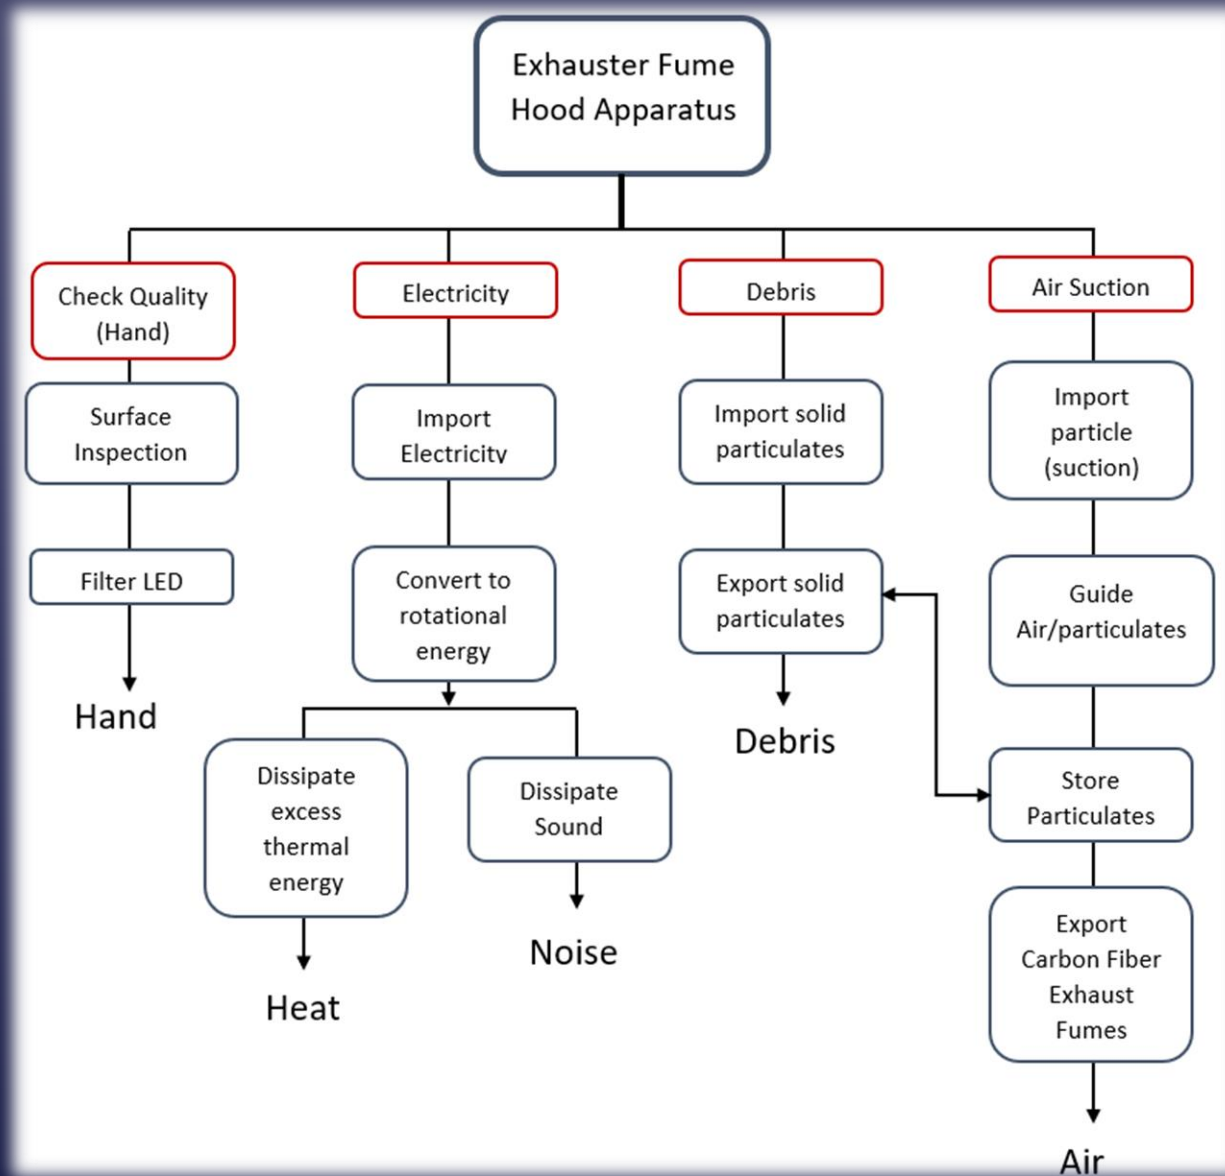 Exhauster Fume
Hood Apparatus
Check Quality
(Hand)
Surface
Inspection
Filter LED
Hand
Electricity
Import
Electricity
Convert to
rotational
energy
Dissipate
excess
thermal
energy
Heat
Dissipate
Sound
Noise
Debris
Import solid
particulates
Export solid
particulates
Debris
Air Suction
Import
particle
(suction)
Guide
Air/particulates
Store
Particulates
Export
Carbon Fiber
Exhaust
Fumes
Air